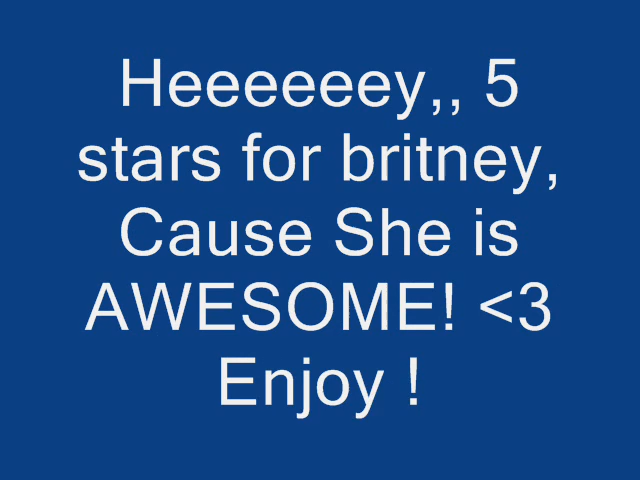 Heeeeeey,, 5
stars for britney,
Cause She is
AWESOME! <3
Enjoy !